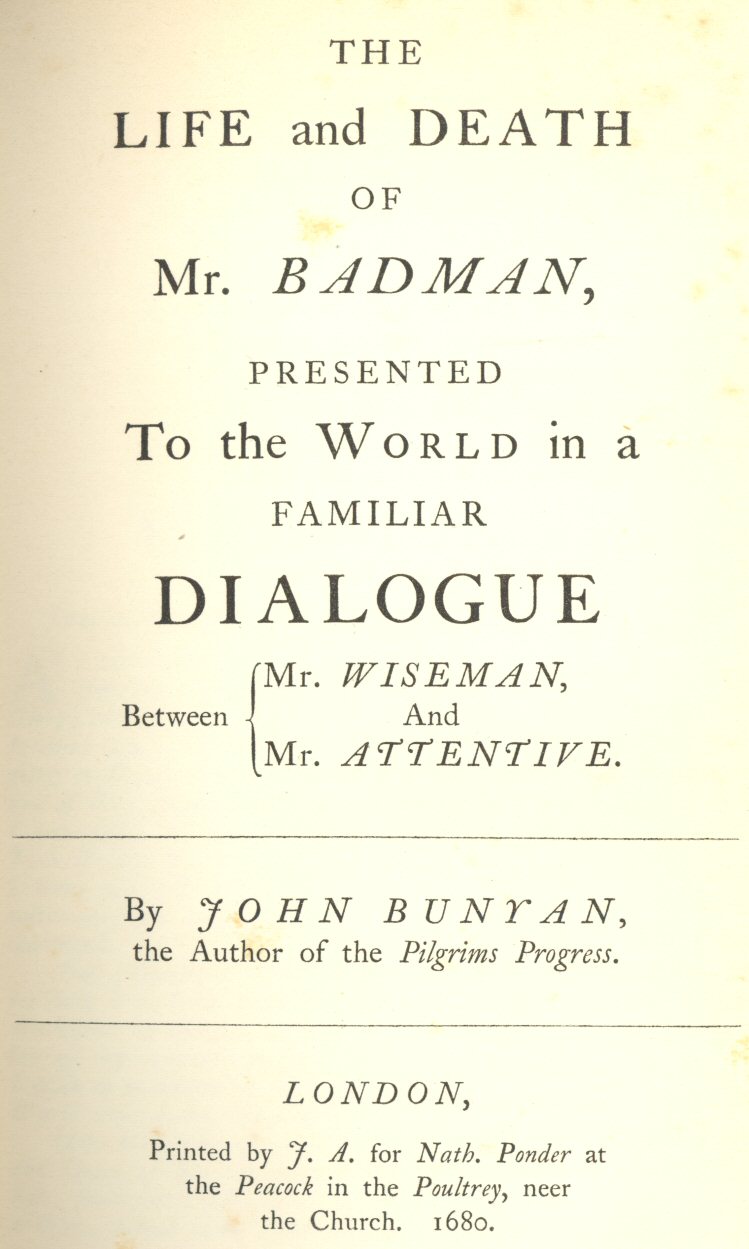 THE
LIFE and DEATH
OF
Mr. BADMAN,
PRESENTED
To the WORLD in a
FAMILIAR
DIALOGUE
Mr. WISEMAN,
Between And
Mr. ATTENTIVE.
By JOHN BUNYAN,
the Author of the Pilgrims Progress.
LONDON,
Printed by J. A. for Nath. Ponder at
the Peacock in the Poultrey, neer
the Church. 1680.